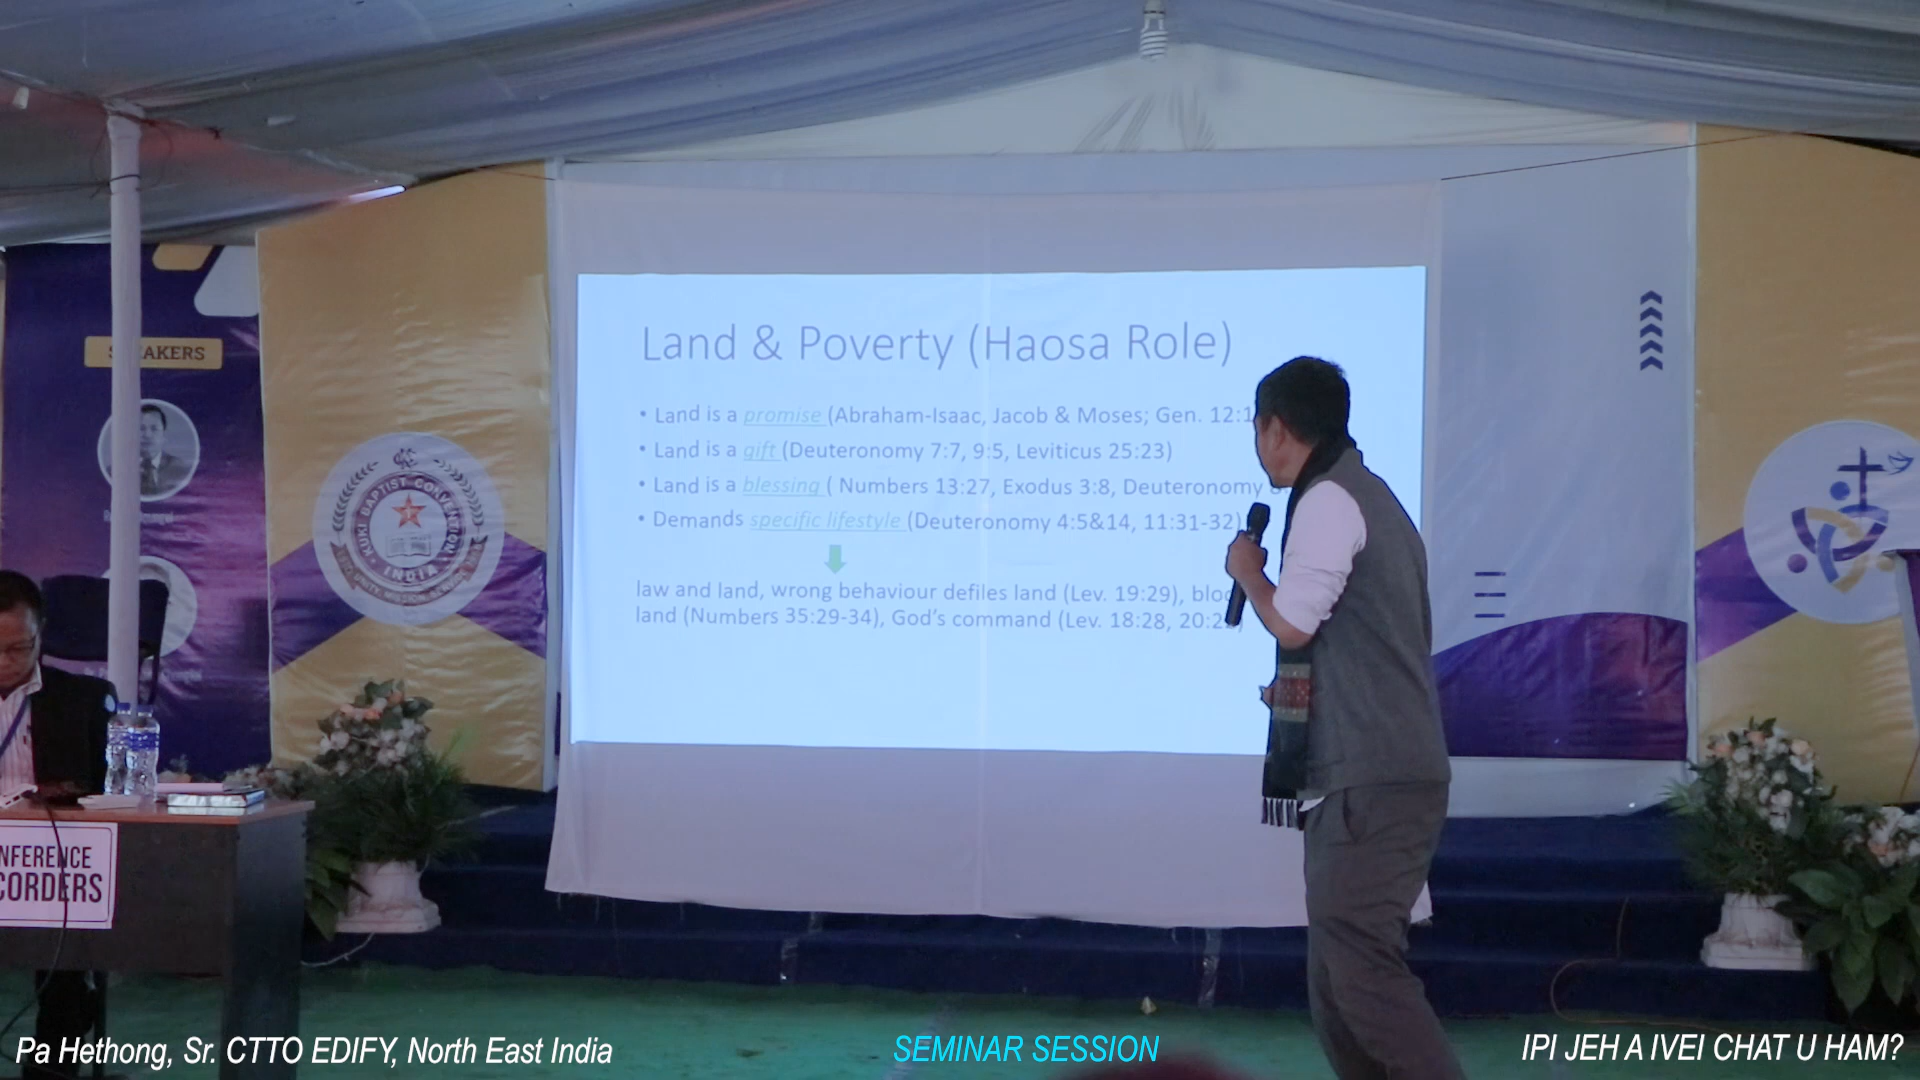 Land & Poverty (Haosa Role)
• Land is a promise (Abraham-Isaac, Jacob & Moses; Gen. 12:1
• Land is a gift (Deuteronomy 7:7, 9:5, Leviticus 25:23)
• Land is a blessing ( Numbers 13:27, Exodus 3:8, Deuteronomy
• Demands specific lifestyle (Deuteronomy 4:5&14, 11:31-32)
law and land, wrong behaviour defiles land (Lev. 19:29),
land (Numbers 35:29-34), God's command (Lev. 18:28,
KUKI BAPTIST CONVENTION
INDIA
NFERENCE
CORDERS
Pa Hethong, Sr. CTTO EDIFY, North East India
SEMINAR SESSION
IPI JEH A IVEI CHAT U HAM?